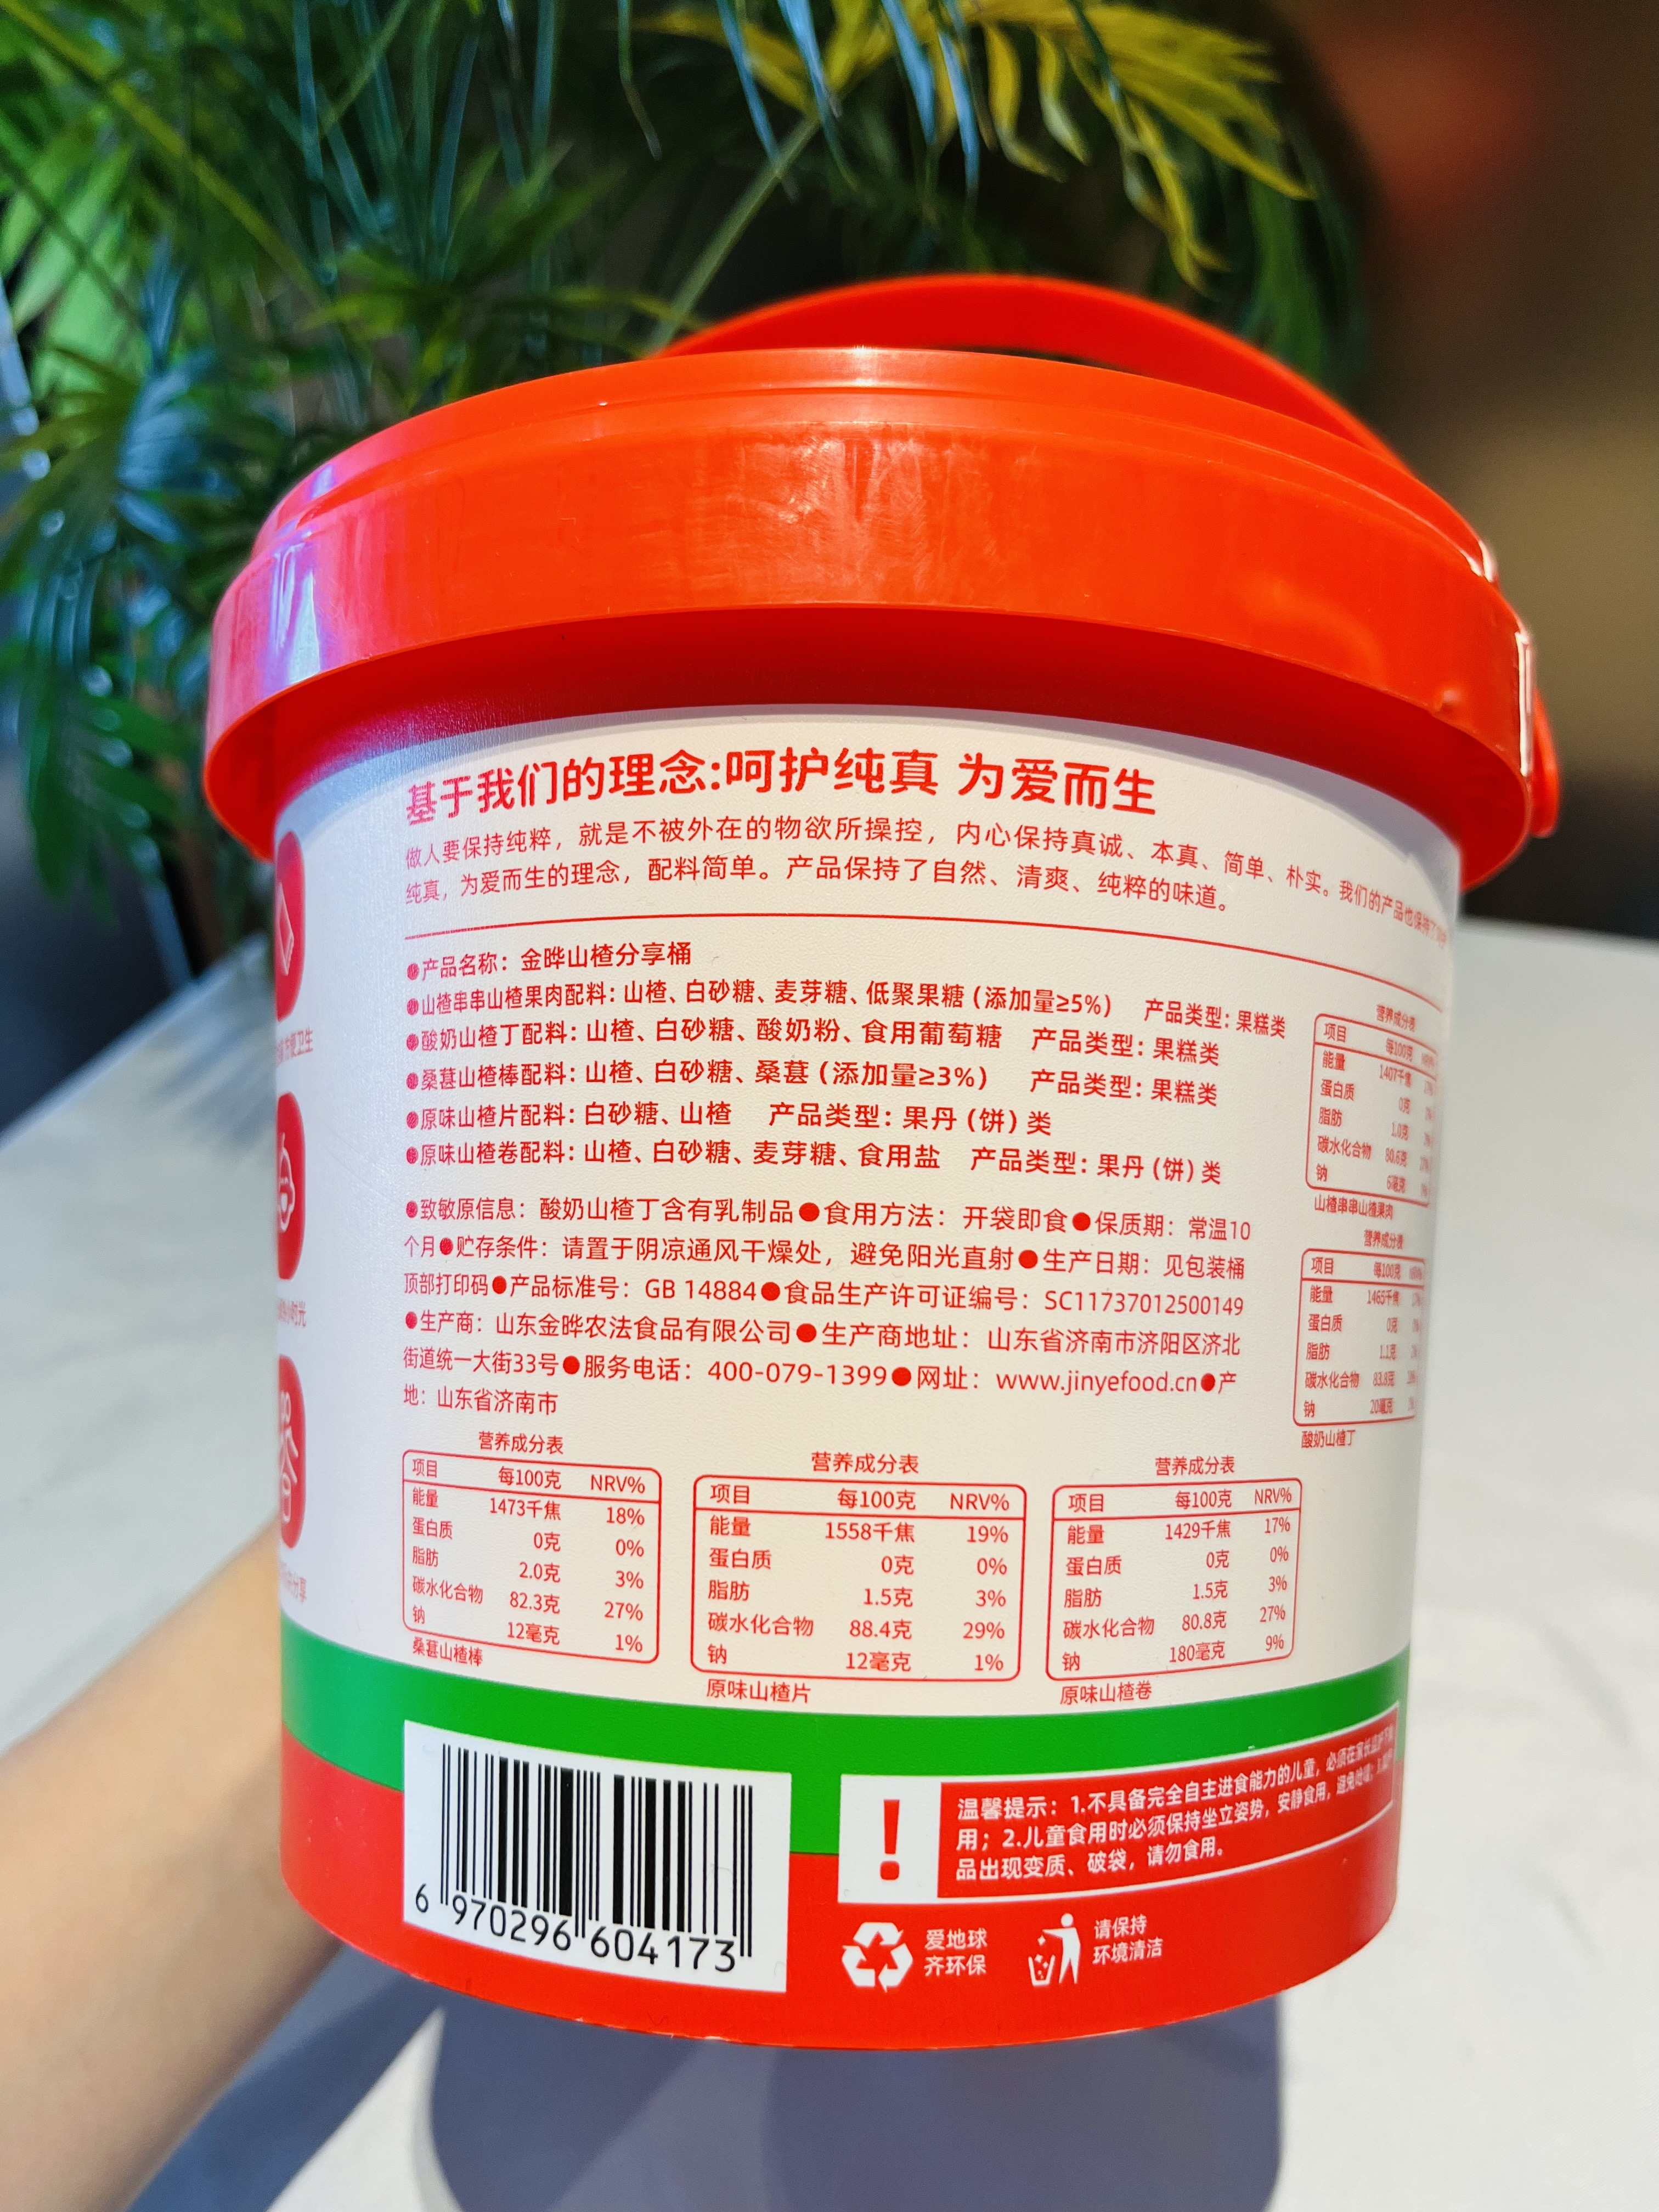 基于我们的理念:呵护纯真 为爱而生
做人要保持纯粹，就是不被外在的物欲所操控，内心保持真诚、本真、简单、朴实。我们的产品也保持了
纯真，为爱而生的理念，配料简单。产品保持了自然、清爽、纯粹的味道。
●产品名称：金晔山楂分享桶
●山楂串串山楂果肉配料：山楂、白砂糖、麦芽糖、低聚果糖（添加量≥5%） 产品类型：果糕类
●酸奶山楂丁配料：山楂、白砂糖、酸奶粉、食用葡萄糖 产品类型：果糕类
●桑葚山楂棒配料：山楂、白砂糖、桑葚（添加量≥3%） 产品类型：果糕类
●原味山楂片配料：白砂糖、山楂 产品类型：果丹（饼）类
●原味山楂卷配料：山楂、白砂糖、麦芽糖、食用盐 产品类型：果丹（饼）类
●致敏原信息：酸奶山楂丁含有乳制品●食用方法：开袋即食●保质期：常温10
个月●贮存条件：请置于阴凉通风干燥处，避免阳光直射●生产日期：见包装桶
顶部打印码●产品标准号：GB 14884●食品生产许可证编号：SC11737012500149
●生产商：山东金晔农法食品有限公司●生产商地址：山东省济南市济阳区济北
街道统一大街33号●服务电话：400-079-1399●网址：www.jinyefood.cn●产
地：山东省济南市
营养成分表
项目 每100克
能量 1407千焦
蛋白质 0克
脂肪 1.0克
碳水化合物 80.6克
钠 6毫克
山楂串串山楂果肉
营养成分表
项目 每100克
能量 1465千焦
蛋白质 0克
脂肪 1.1克
碳水化合物 83.8克
钠 20毫克
酸奶山楂丁
营养成分表
项目 每100克 NRV%
能量 1473千焦 18%
蛋白质 0克 0%
脂肪 2.0克 3%
碳水化合物 82.3克 27%
钠 12毫克 1%
桑葚山楂棒
营养成分表
项目 每100克 NRV%
能量 1558千焦 19%
蛋白质 0克 0%
脂肪 1.5克 3%
碳水化合物 88.4克 29%
钠 12毫克 1%
原味山楂片
营养成分表
项目 每100克 NRV%
能量 1429千焦 17%
蛋白质 0克 0%
脂肪 1.5克 3%
碳水化合物 80.8克 27%
钠 180毫克 9%
原味山楂卷
6 970296 604173
!
温馨提示：1.不具备完全自主进食能力的儿童，必须在家长监护下食
用；2.儿童食用时必须保持坐立姿势，安静食用，避免呛噎；3.如产
品出现变质、破袋，请勿食用。
爱地球
齐环保
请保持
环境清洁